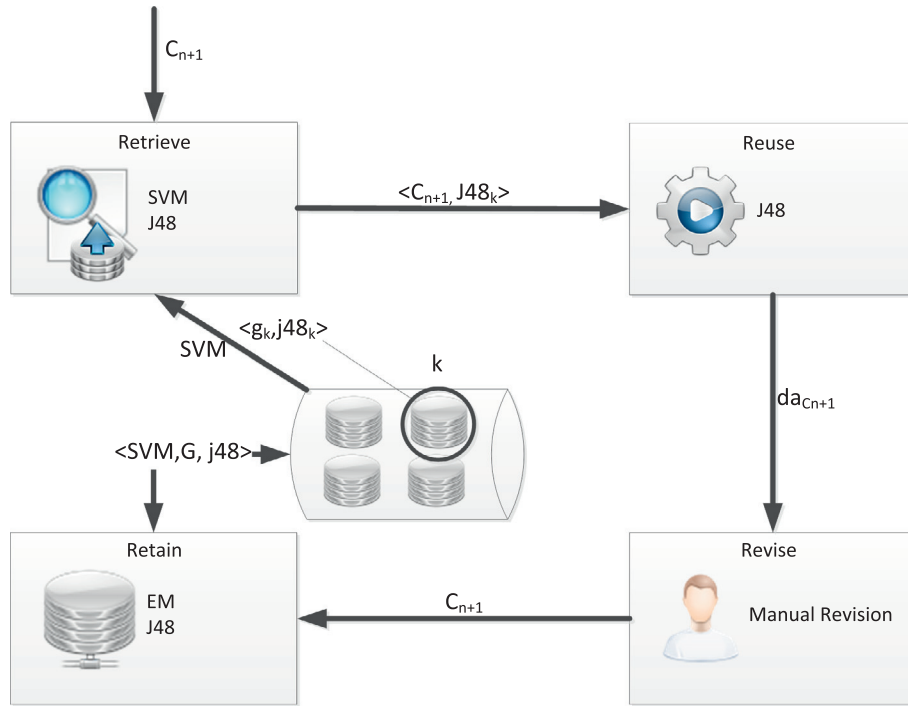 Cn+1
Retrieve
SVM
J48
<Cn+1, J48k>
Reuse
J48
<gk,j48k>
SVM
k
daCn+1
<SVM,G, j48>
Retain
EM
J48
Cn+1
Revise
Manual Revision